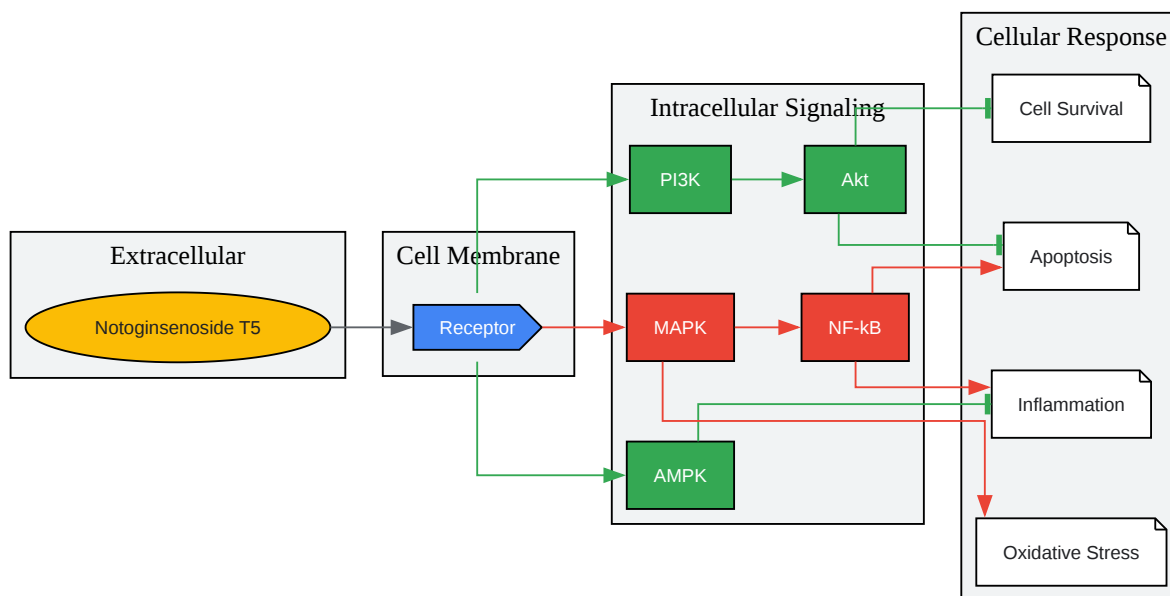 Cellular Response
Cell Survival
Intracellular Signaling
PI3K
Akt
Extracellular
Cell Membrane
Apoptosis
Notoginsenoside T5
Receptor
MAPK
NF-kB
Inflammation
AMPK
Oxidative Stress